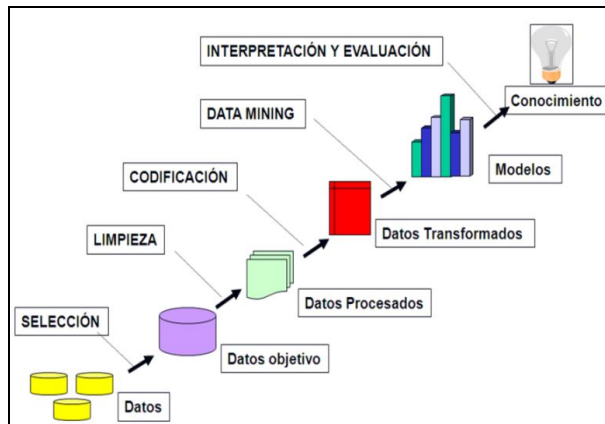 INTERPRETACIÓN Y EVALUACIÓN
Conocimiento
DATA MINING
Modelos
CODIFICACIÓN
Datos Transformados
LIMPIEZA
Datos Procesados
SELECCIÓN
Datos objetivo
Datos